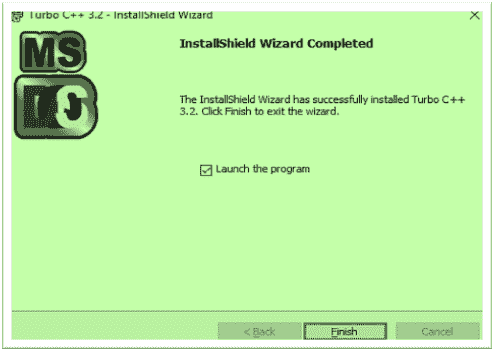 Turbo C++ 3.2 - InstallShield Wizard
MS
InstallShield Wizard Completed
The InstallShield Wizard has successfully installed Turbo C++
3.2. Click Finish to exit the wizard.
Launch the program
< Back
Finish
Cancel